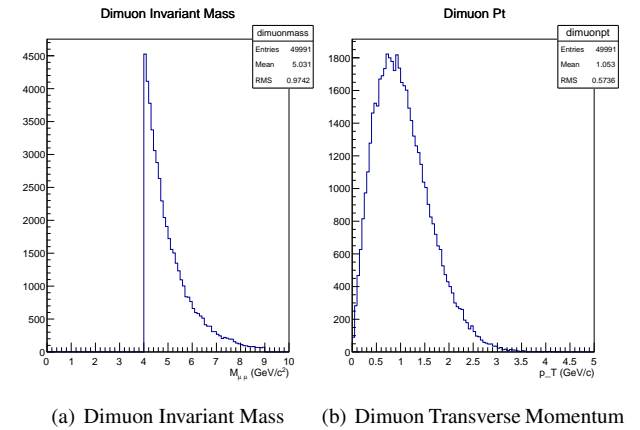 Dimuon Invariant Mass
dimuonmass
Entries 49991
Mean 5.031
RMS 0.9742
4500
4000
3500
3000
2500
2000
1500
1000
500
0
0 1 2 3 4 5 6 7 8 9 10
M_{μμ} (GeV/c²)
(a) Dimuon Invariant Mass
Dimuon Pt
dimuonpt
Entries 49991
Mean 1.053
RMS 0.5736
1800
1600
1400
1200
1000
800
600
400
200
0
0 0.5 1 1.5 2 2.5 3 3.5 4 4.5 5
p_T (GeV/c)
(b) Dimuon Transverse Momentum